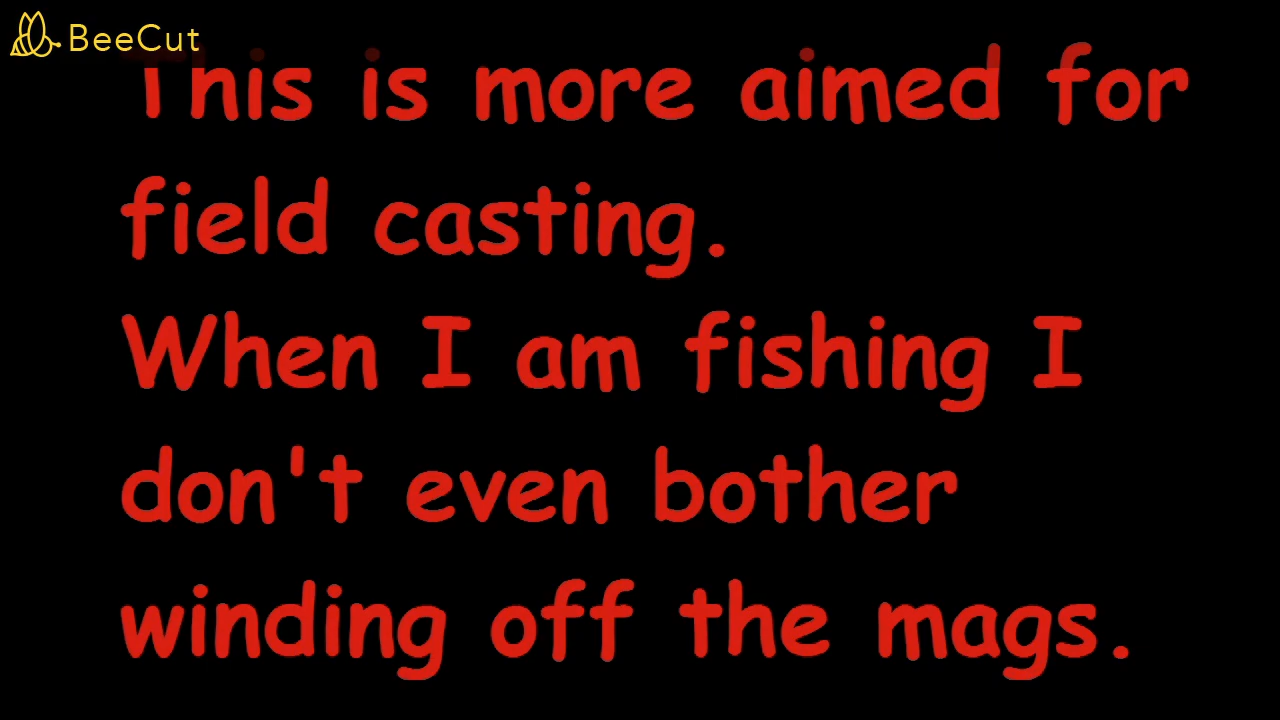 BeeCut
This is more aimed for
field casting.
When I am fishing I
don't even bother
winding off the mags.